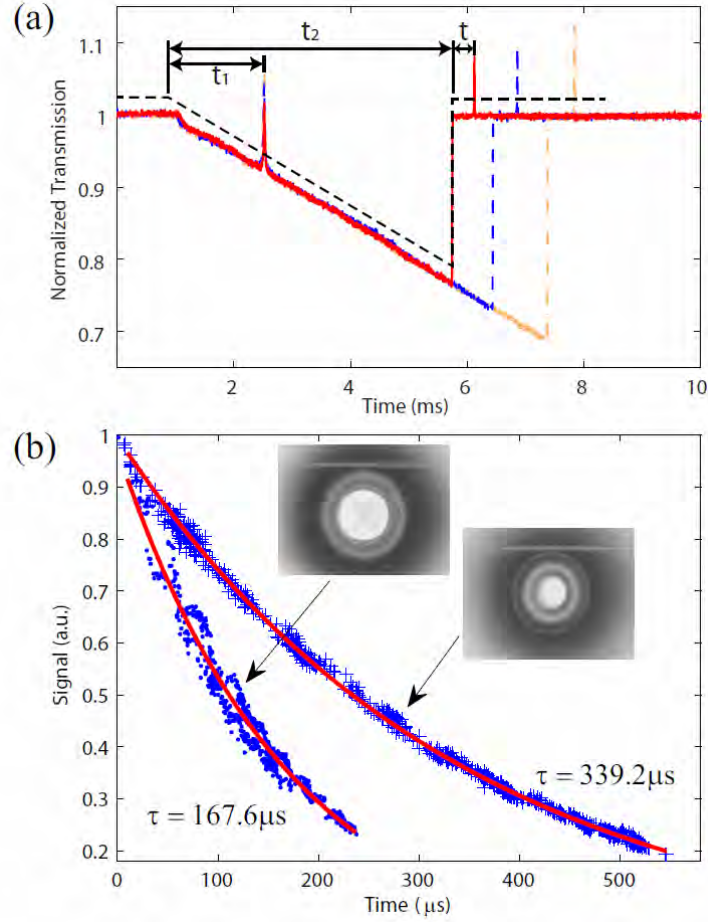 (a)
t₂
t
t₁
1.1
1
0.9
0.8
0.7
Normalized Transmission
2
4
6
8
10
Time (ms)
(b)
1
0.9
0.8
0.7
0.6
0.5
0.4
0.3
0.2
Signal (a.u.)
τ = 339.2μs
τ = 167.6μs
0
100
200
300
400
500
Time (μs)